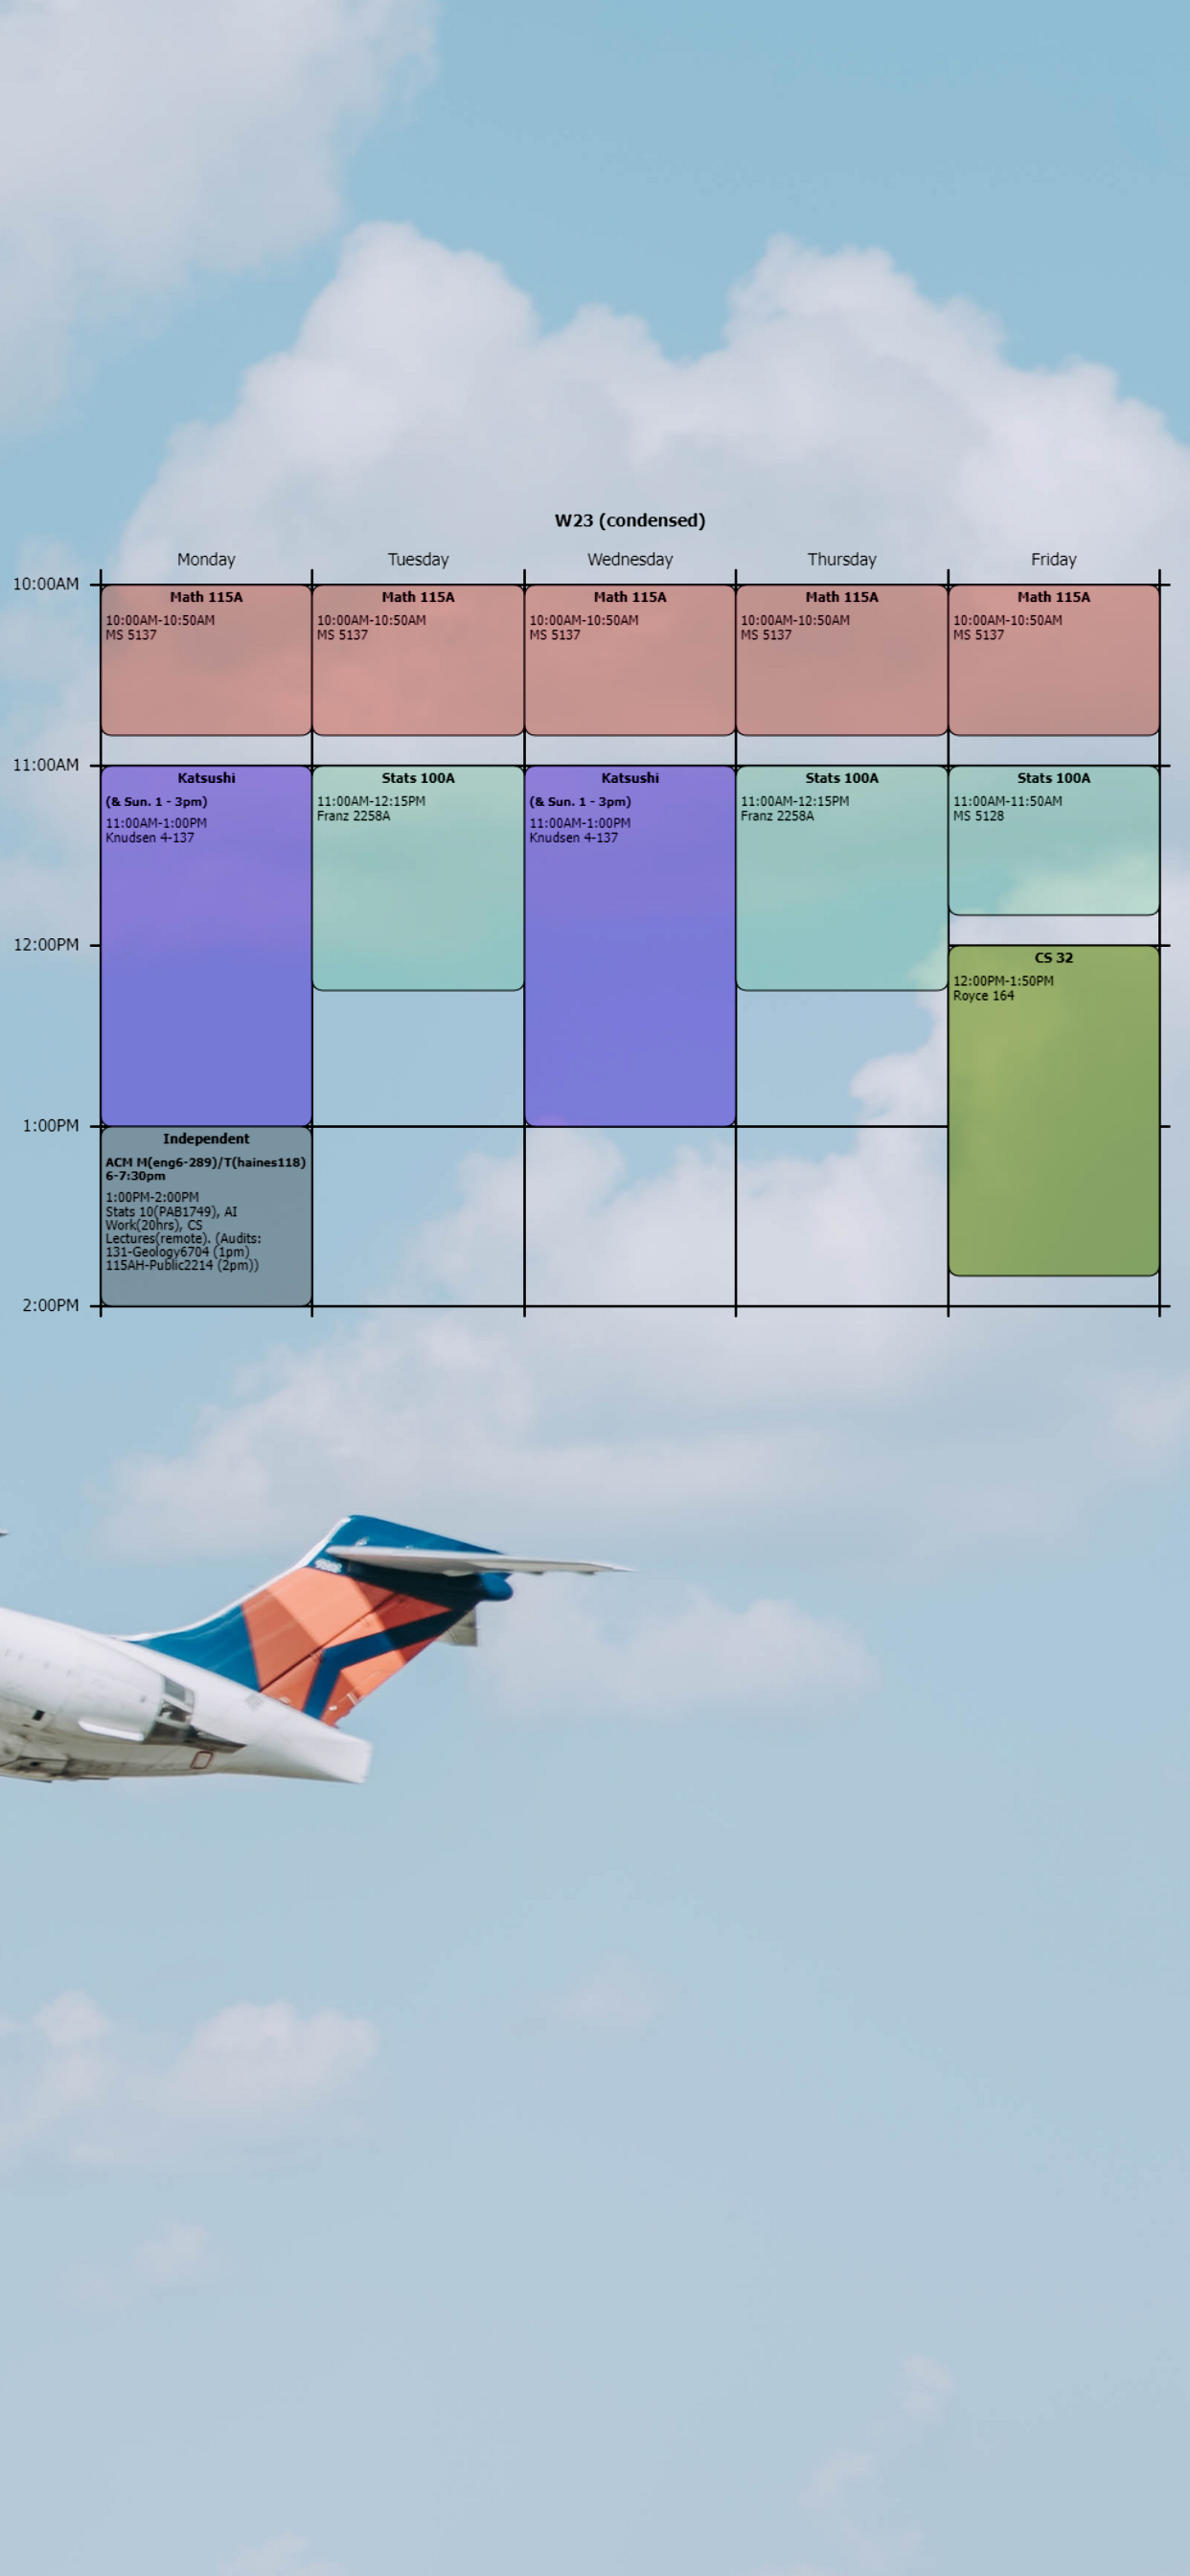 W23 (condensed)
Monday
Tuesday
Wednesday
Thursday
Friday
10:00AM
Math 115A
10:00AM-10:50AM
MS 5137
Math 115A
10:00AM-10:50AM
MS 5137
Math 115A
10:00AM-10:50AM
MS 5137
Math 115A
10:00AM-10:50AM
MS 5137
Math 115A
10:00AM-10:50AM
MS 5137
11:00AM
Katsushi
(& Sun. 1 - 3pm)
11:00AM-1:00PM
Knudsen 4-137
Stats 100A
11:00AM-12:15PM
Franz 2258A
Katsushi
(& Sun. 1 - 3pm)
11:00AM-1:00PM
Knudsen 4-137
Stats 100A
11:00AM-12:15PM
Franz 2258A
Stats 100A
11:00AM-11:50AM
MS 5128
12:00PM
CS 32
12:00PM-1:50PM
Royce 164
1:00PM
Independent
ACM M(eng6-289)/T(haines118)
6-7:30pm
1:00PM-2:00PM
Stats 10(PAB1749), AI
Work(20hrs), CS
Lectures(remote). (Audits:
131-Geology6704 (1pm)
115AH-Public2214 (2pm))
2:00PM